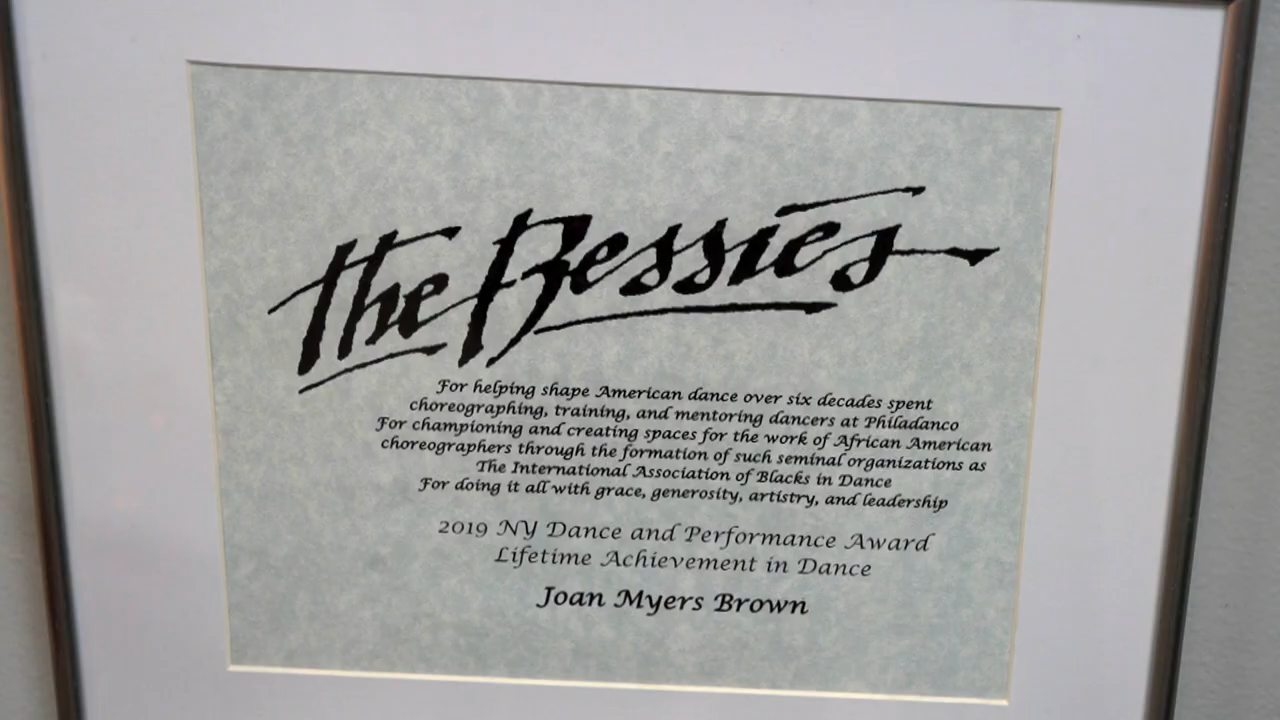 The Bessies
For helping shape American dance over six decades spent
choreographing, training, and mentoring dancers at Philadanco
For championing and creating spaces for the work of African American
choreographers through the formation of such seminal organizations as
The International Association of Blacks in Dance
For doing it all with grace, generosity, artistry, and leadership
2019 NY Dance and Performance Award
Lifetime Achievement in Dance
Joan Myers Brown